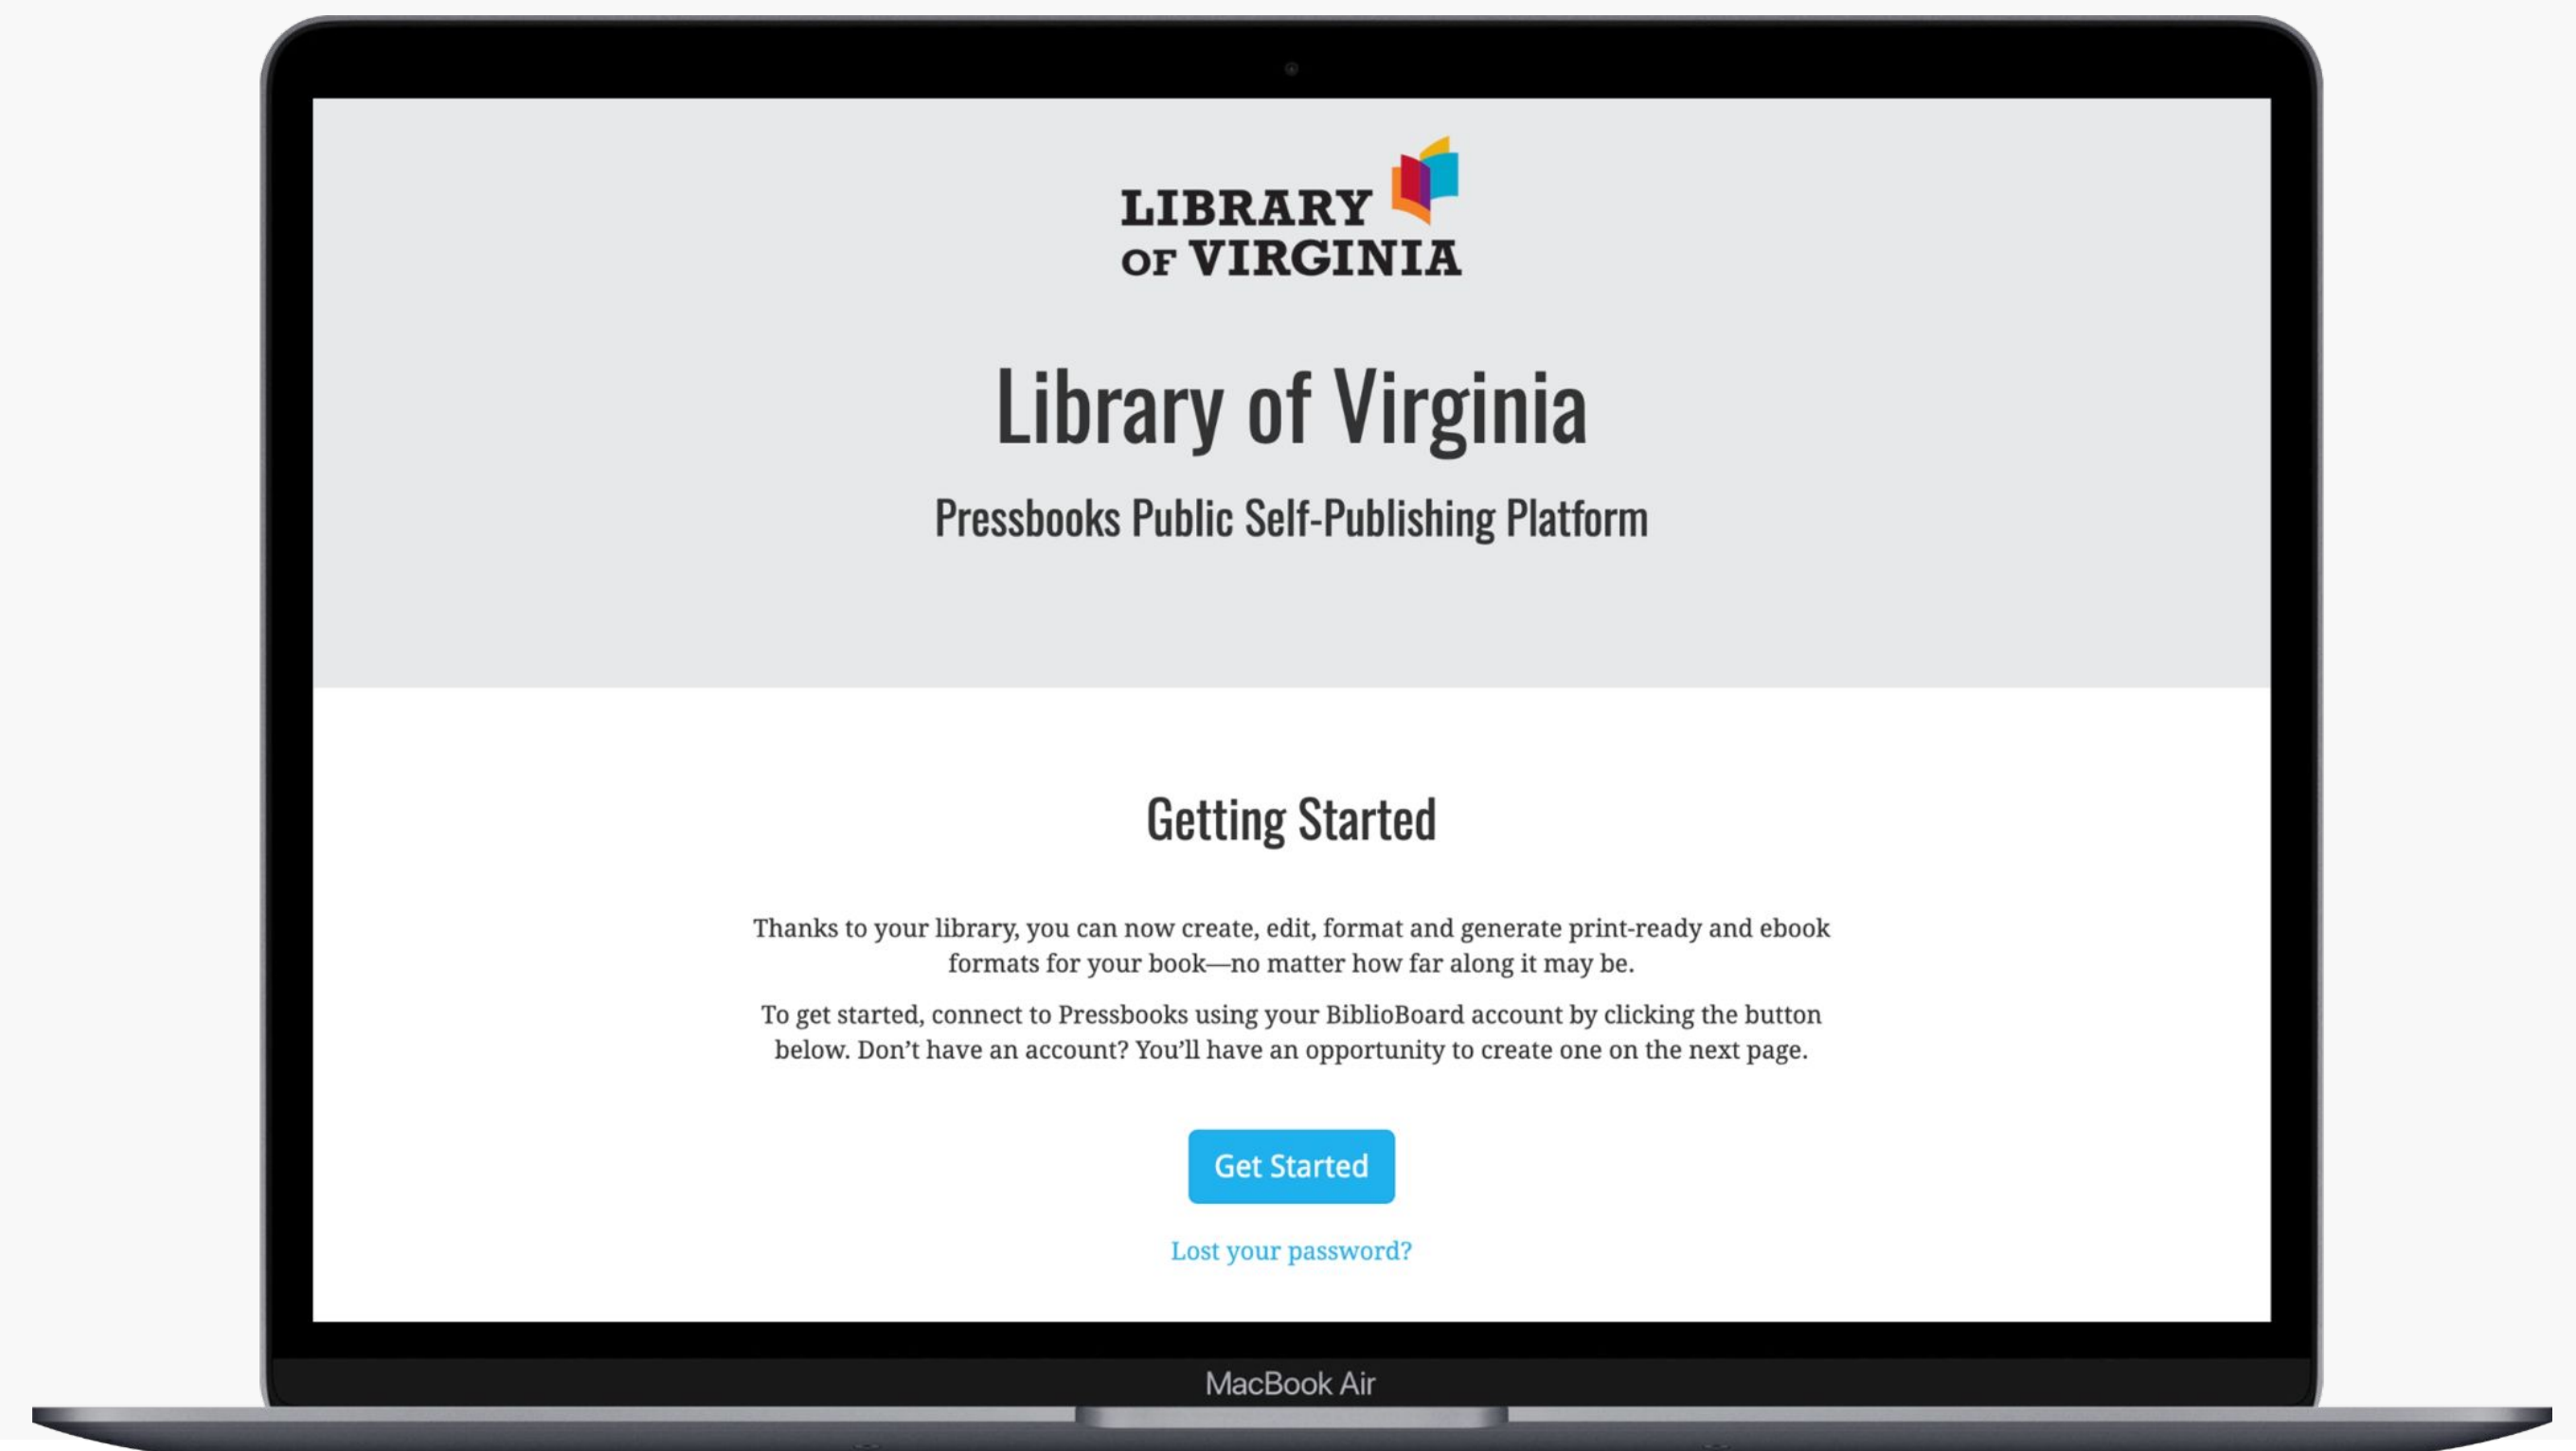 LIBRARY
OF VIRGINIA
Library of Virginia
Pressbooks Public Self-Publishing Platform
Getting Started
Thanks to your library, you can now create, edit, format and generate print-ready and ebook
formats for your book—no matter how far along it may be.
To get started, connect to Pressbooks using your BiblioBoard account by clicking the button
below. Don’t have an account? You’ll have an opportunity to create one on the next page.
Get Started
Lost your password?
MacBook Air